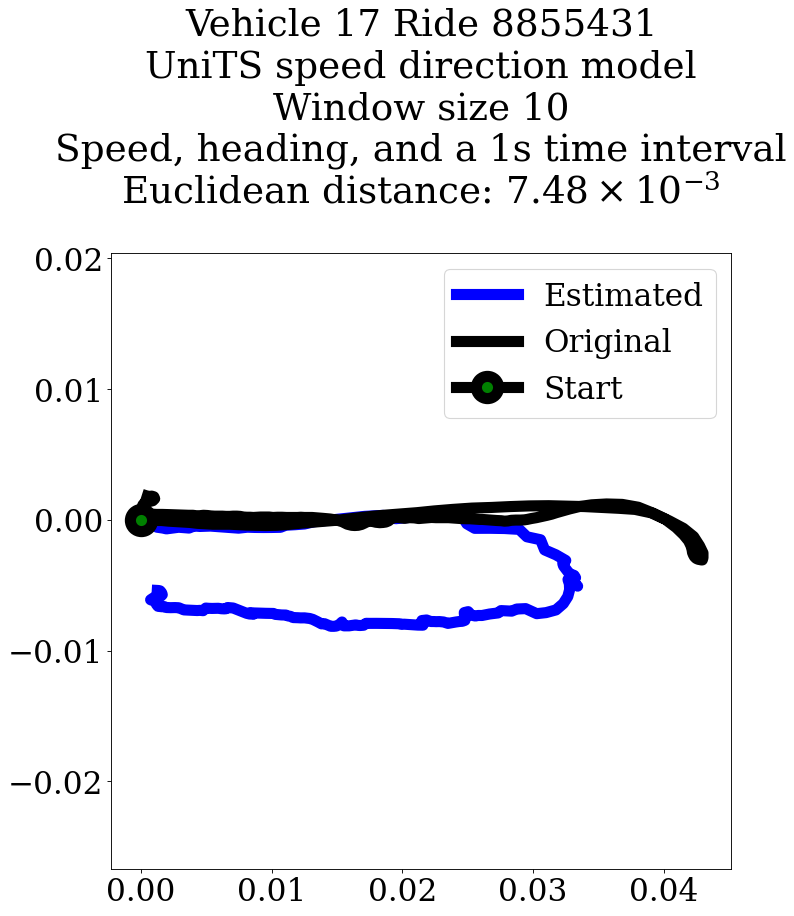 Vehicle 17 Ride 8855431
UniTS speed direction model
Window size 10
Speed, heading, and a 1s time interval
Euclidean distance: 7.48 × 10⁻³
Estimated
Original
Start
0.02
0.01
0.00
−0.01
−0.02
0.00 0.01 0.02 0.03 0.04